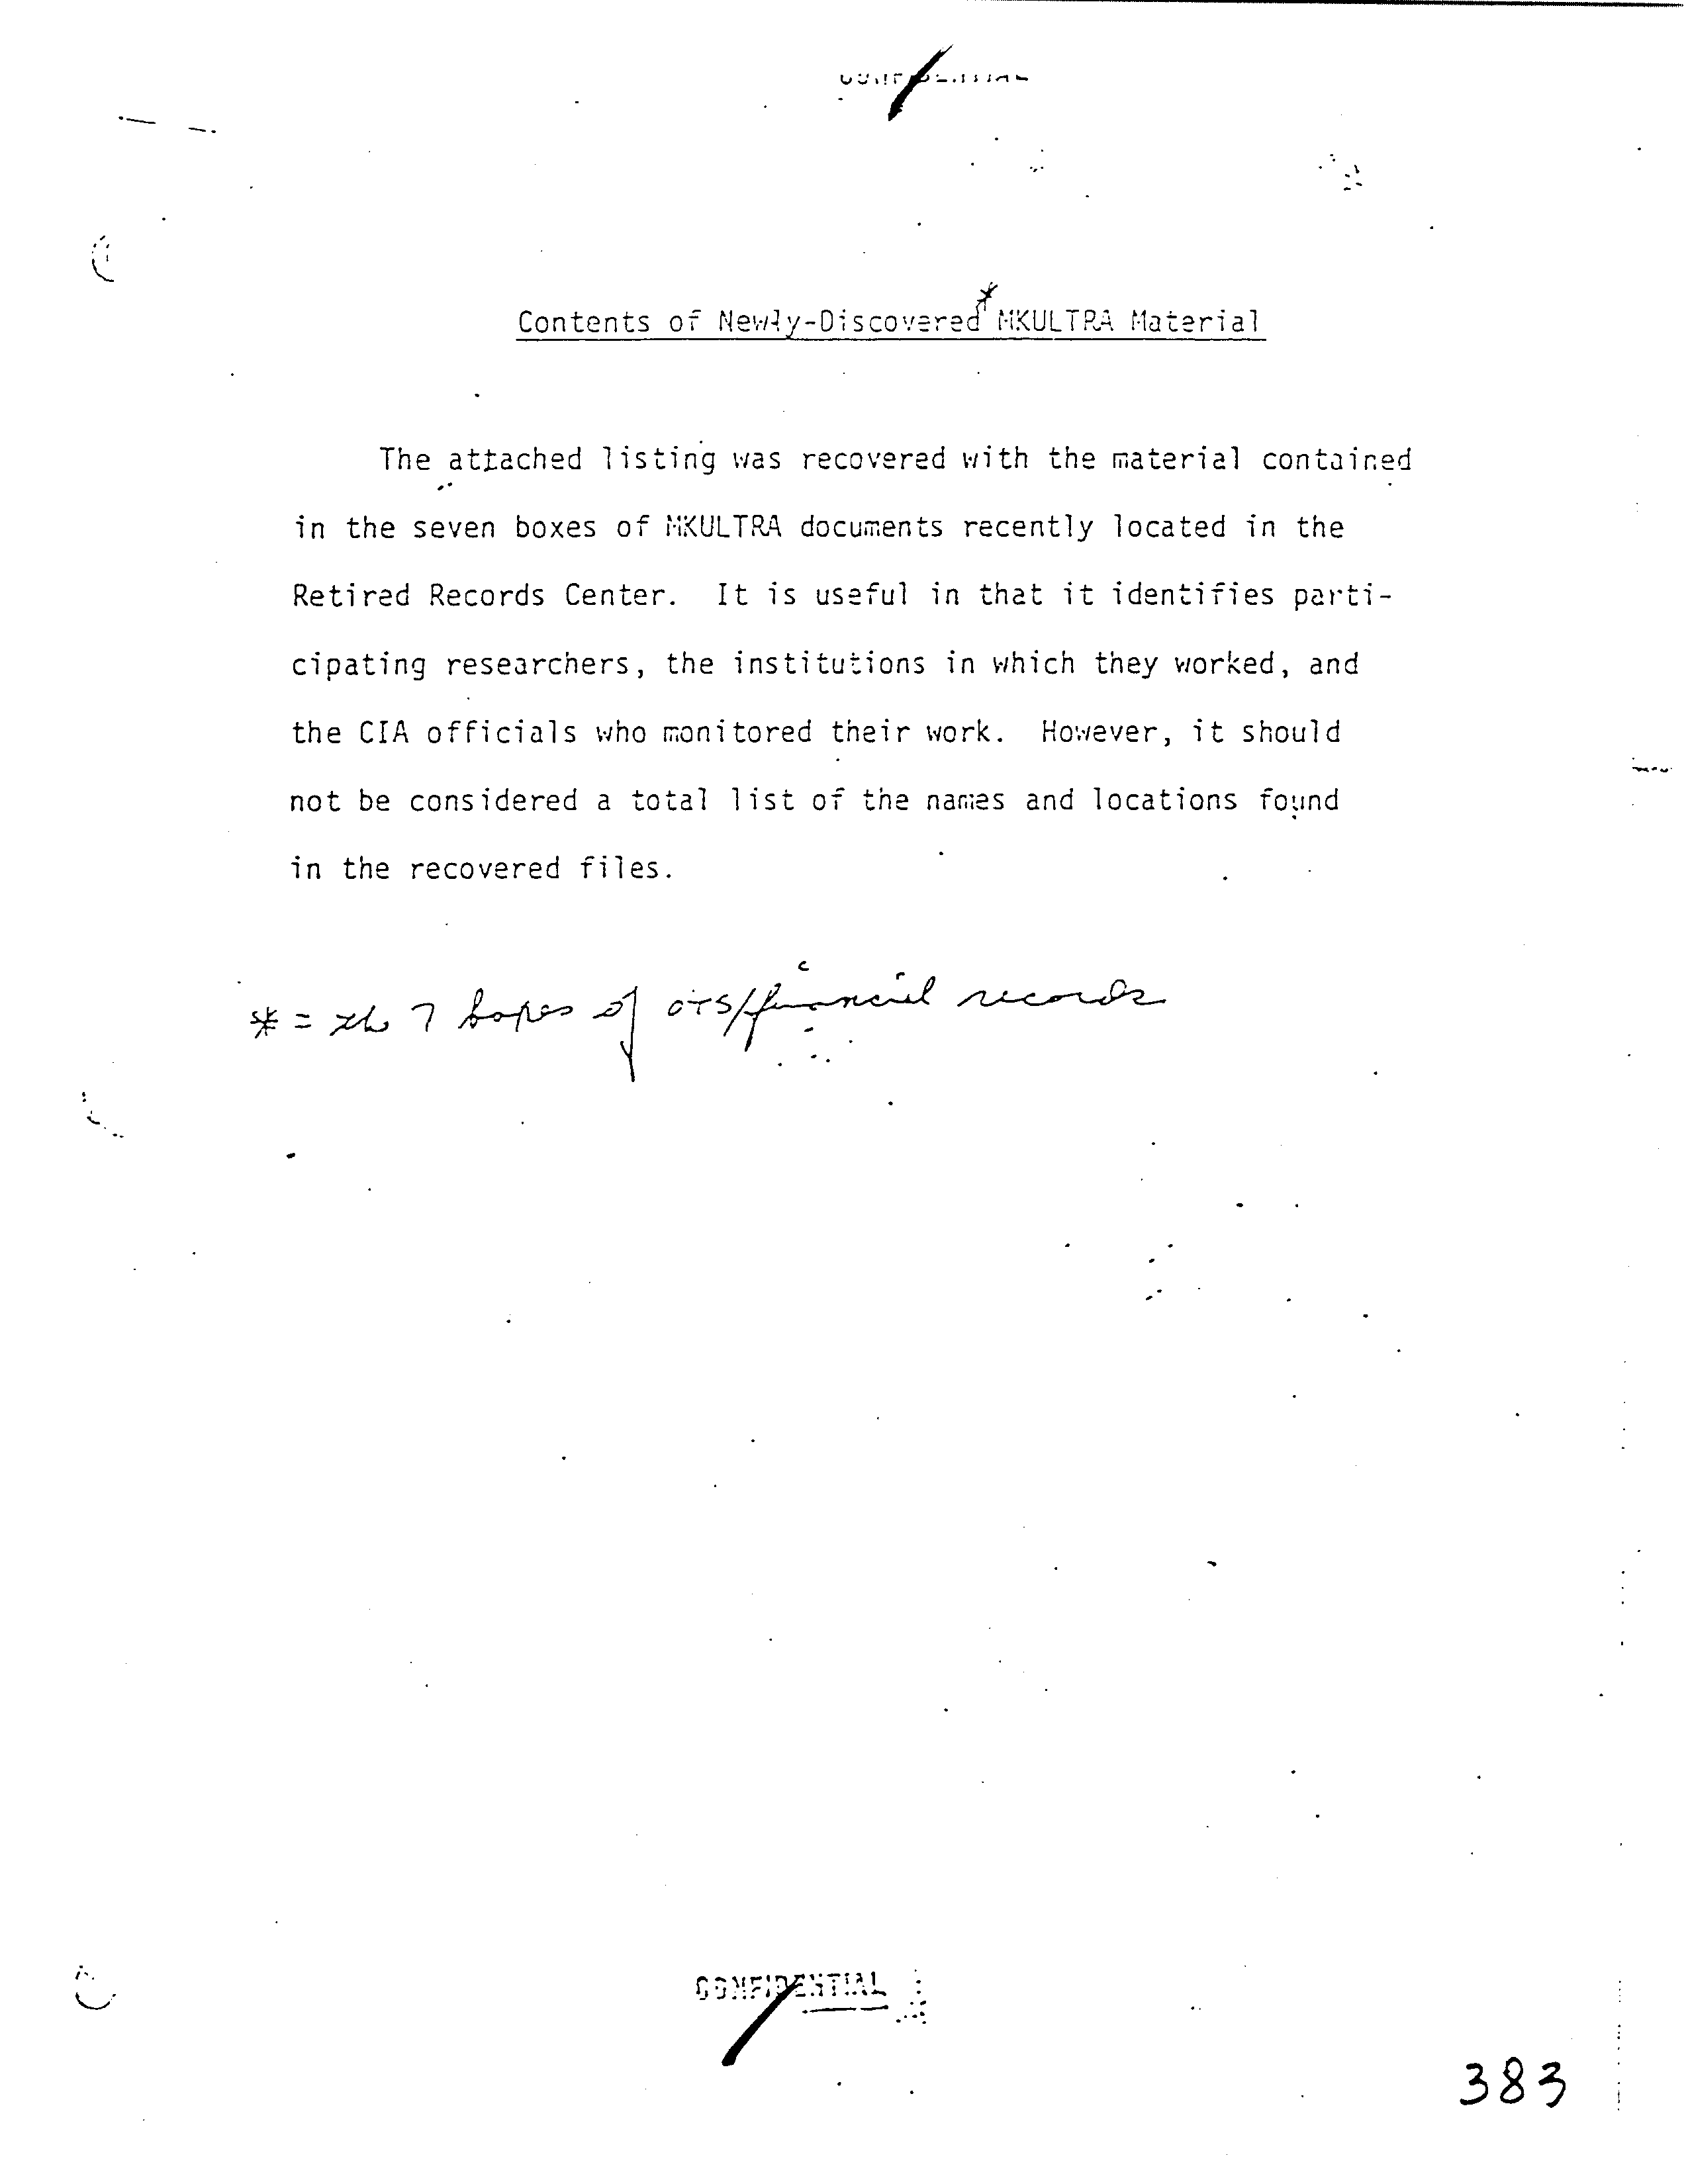 CONFIDENTIAL
Contents of Newly-Discovered* MKULTRA Material
The attached listing was recovered with the material contained
in the seven boxes of MKULTRA documents recently located in the
Retired Records Center. It is useful in that it identifies parti-
cipating researchers, the institutions in which they worked, and
the CIA officials who monitored their work. However, it should
not be considered a total list of the names and locations found
in the recovered files.
* = the 7 boxes of OTS/financial records
CONFIDENTIAL
383